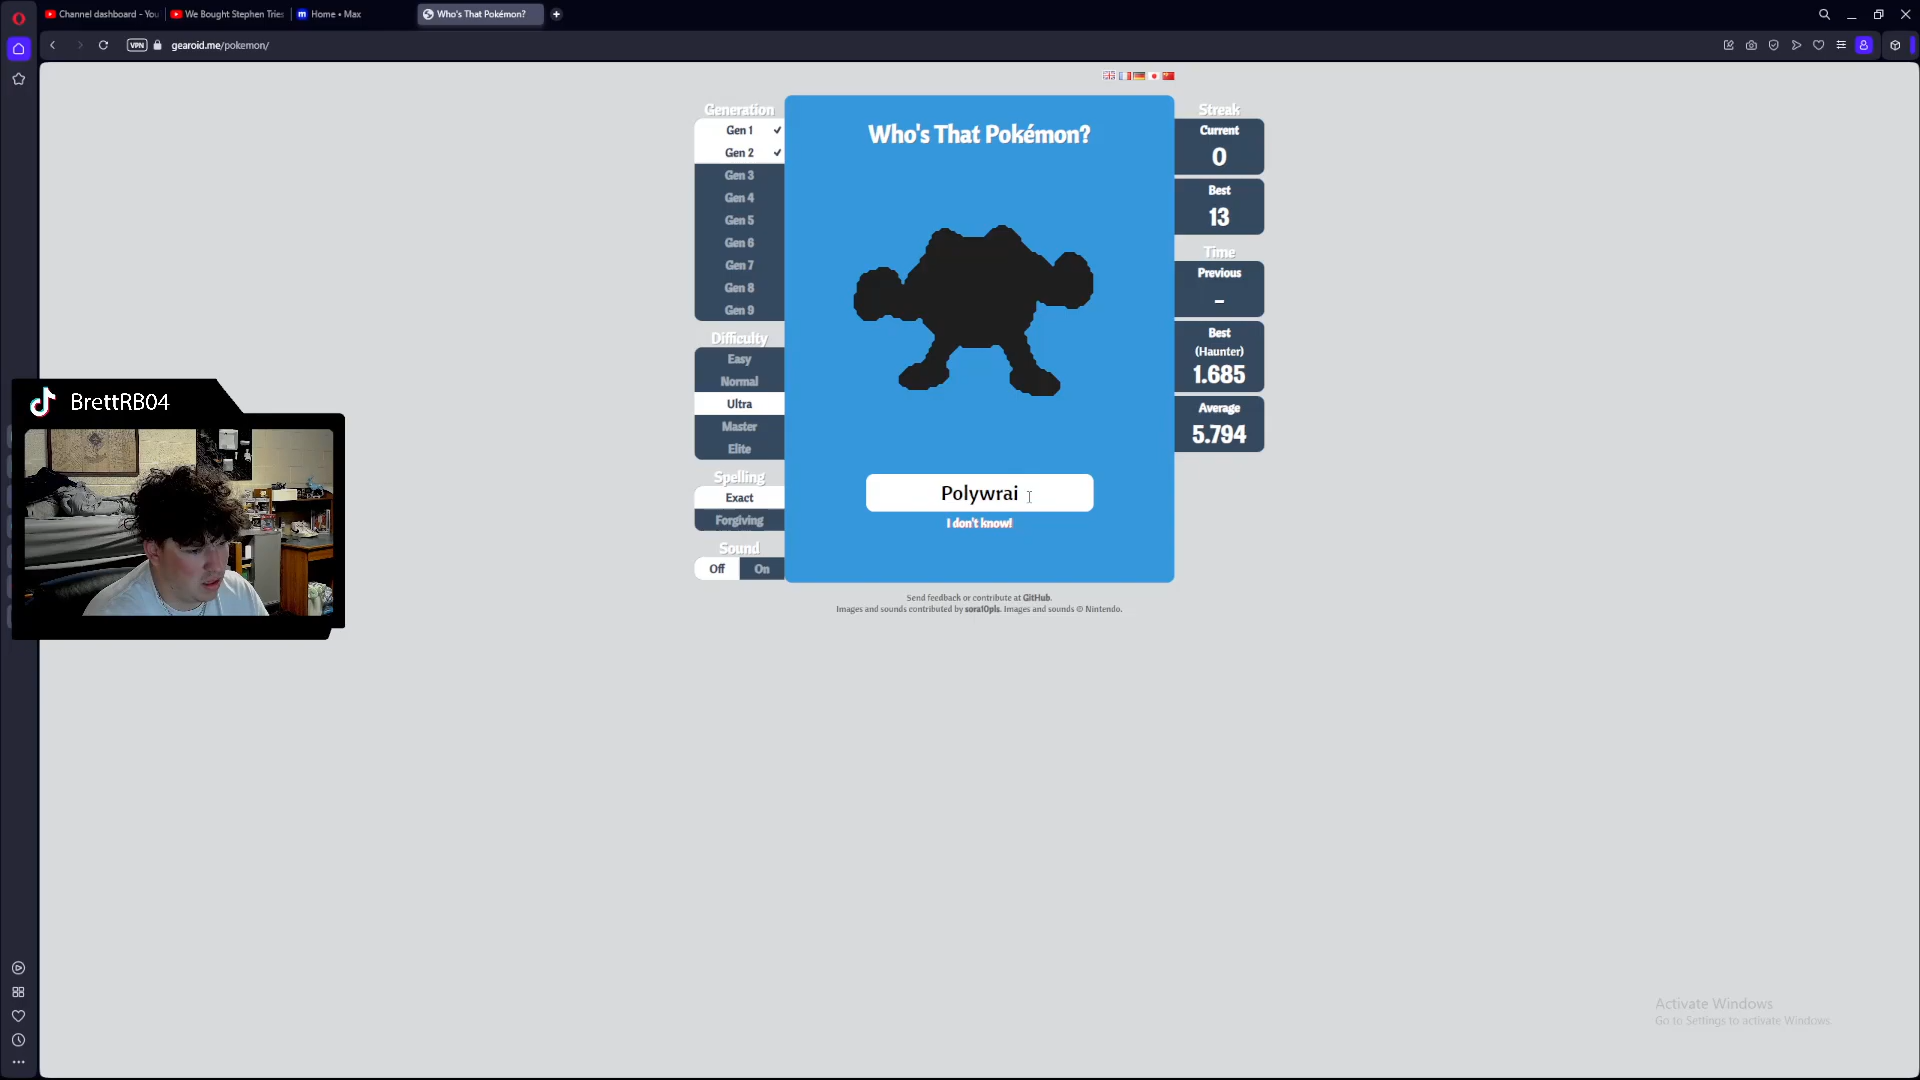 Channel dashboard - You
We Bought Stephen Tries
Home • Max
Who's That Pokémon?
VPN
gearoid.me/pokemon/
Generation
Gen 1
Gen 2
Gen 3
Gen 4
Gen 5
Gen 6
Gen 7
Gen 8
Gen 9
Difficulty
Easy
Normal
Ultra
Master
Elite
Spelling
Exact
Forgiving
Sound
Off On
Who's That Pokémon?
Polywrai
I don't know!
Streak
Current
0
Best
13
Time
Previous
–
Best
(Haunter)
1.685
Average
5.794
Send feedback or contribute at GitHub.
Images and sounds contributed by sora10pls. Images and sounds © Nintendo.
BrettRB04
Activate Windows
Go to Settings to activate Windows.